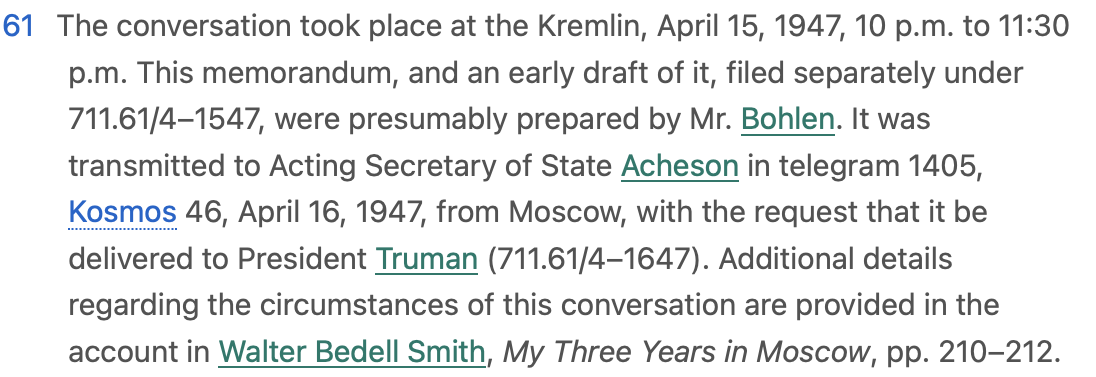 61 The conversation took place at the Kremlin, April 15, 1947, 10 p.m. to 11:30
p.m. This memorandum, and an early draft of it, filed separately under
711.61/4–1547, were presumably prepared by Mr. Bohlen. It was
transmitted to Acting Secretary of State Acheson in telegram 1405,
Kosmos 46, April 16, 1947, from Moscow, with the request that it be
delivered to President Truman (711.61/4–1647). Additional details
regarding the circumstances of this conversation are provided in the
account in Walter Bedell Smith, My Three Years in Moscow, pp. 210–212.